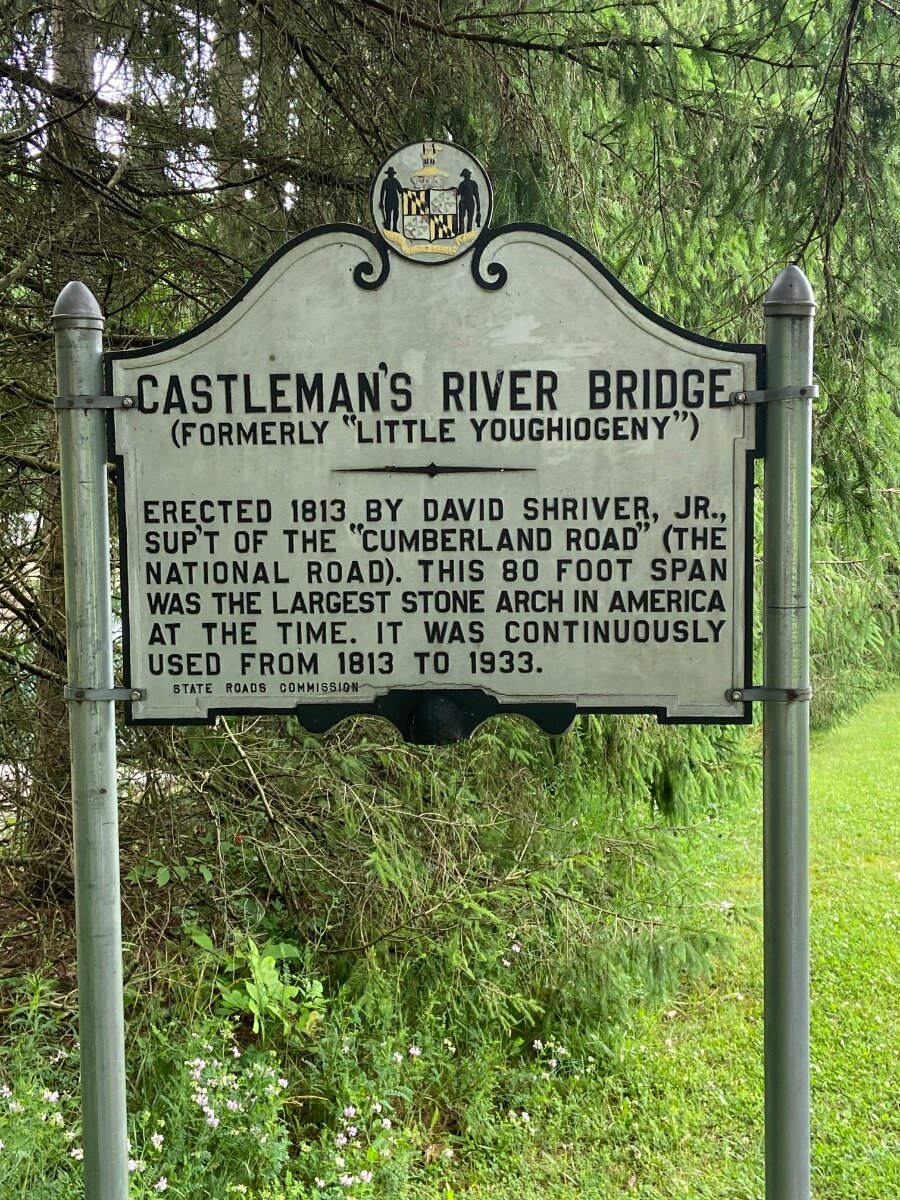 CASTLEMAN'S RIVER BRIDGE
(FORMERLY "LITTLE YOUGHIOGENY")
ERECTED 1813 BY DAVID SHRIVER, JR.,
SUP'T OF THE "CUMBERLAND ROAD" (THE
NATIONAL ROAD). THIS 80 FOOT SPAN
WAS THE LARGEST STONE ARCH IN AMERICA
AT THE TIME. IT WAS CONTINUOUSLY
USED FROM 1813 TO 1933.
STATE ROADS COMMISSION